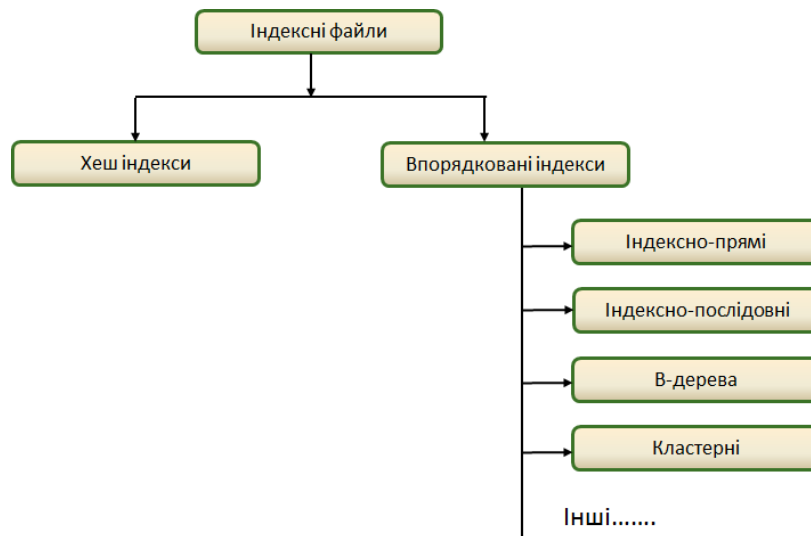 Індексні файли
Хеш індекси
Впорядковані індекси
Індексно-прямі
Індексно-послідовні
В-дерева
Кластерні
Інші.......